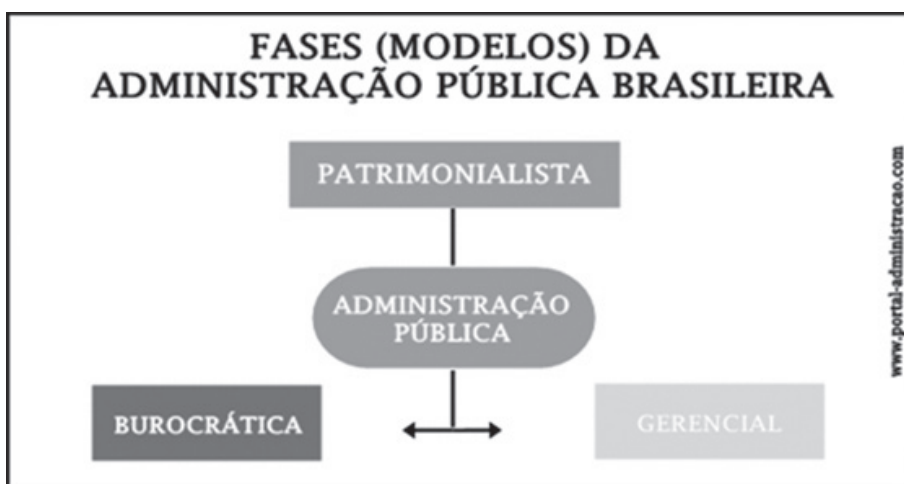 FASES (MODELOS) DA
ADMINISTRAÇÃO PÚBLICA BRASILEIRA
PATRIMONIALISTA
ADMINISTRAÇÃO
PÚBLICA
BUROCRÁTICA
GERENCIAL
www.portal-administracao.com